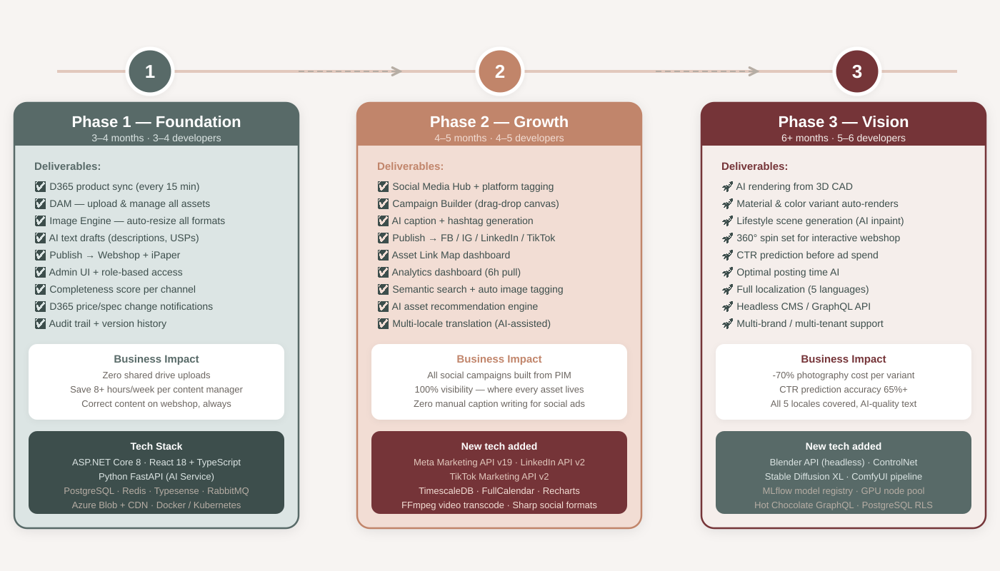 1
2
3
Phase 1 — Foundation
3–4 months · 3–4 developers
Deliverables:
☑ D365 product sync (every 15 min)
☑ DAM — upload & manage all assets
☑ Image Engine — auto-resize all formats
☑ AI text drafts (descriptions, USPs)
☑ Publish → Webshop + iPaper
☑ Admin UI + role-based access
☑ Completeness score per channel
☑ D365 price/spec change notifications
☑ Audit trail + version history
Business Impact
Zero shared drive uploads
Save 8+ hours/week per content manager
Correct content on webshop, always
Tech Stack
ASP.NET Core 8 · React 18 + TypeScript
Python FastAPI (AI Service)
PostgreSQL · Redis · Typesense · RabbitMQ
Azure Blob + CDN · Docker / Kubernetes
Phase 2 — Growth
4–5 months · 4–5 developers
Deliverables:
☑ Social Media Hub + platform tagging
☑ Campaign Builder (drag-drop canvas)
☑ AI caption + hashtag generation
☑ Publish → FB / IG / LinkedIn / TikTok
☑ Asset Link Map dashboard
☑ Analytics dashboard (6h pull)
☑ Semantic search + auto image tagging
☑ AI asset recommendation engine
☑ Multi-locale translation (AI-assisted)
Business Impact
All social campaigns built from PIM
100% visibility — where every asset lives
Zero manual caption writing for social ads
New tech added
Meta Marketing API v19 · LinkedIn API v2
TikTok Marketing API v2
TimescaleDB · FullCalendar · Recharts
FFmpeg video transcode · Sharp social formats
Phase 3 — Vision
6+ months · 5–6 developers
Deliverables:
🚀 AI rendering from 3D CAD
🚀 Material & color variant auto-renders
🚀 Lifestyle scene generation (AI inpaint)
🚀 360° spin set for interactive webshop
🚀 CTR prediction before ad spend
🚀 Optimal posting time AI
🚀 Full localization (5 languages)
🚀 Headless CMS / GraphQL API
🚀 Multi-brand / multi-tenant support
Business Impact
-70% photography cost per variant
CTR prediction accuracy 65%+
All 5 locales covered, AI-quality text
New tech added
Blender API (headless) · ControlNet
Stable Diffusion XL · ComfyUI pipeline
MLflow model registry · GPU node pool
Hot Chocolate GraphQL · PostgreSQL RLS